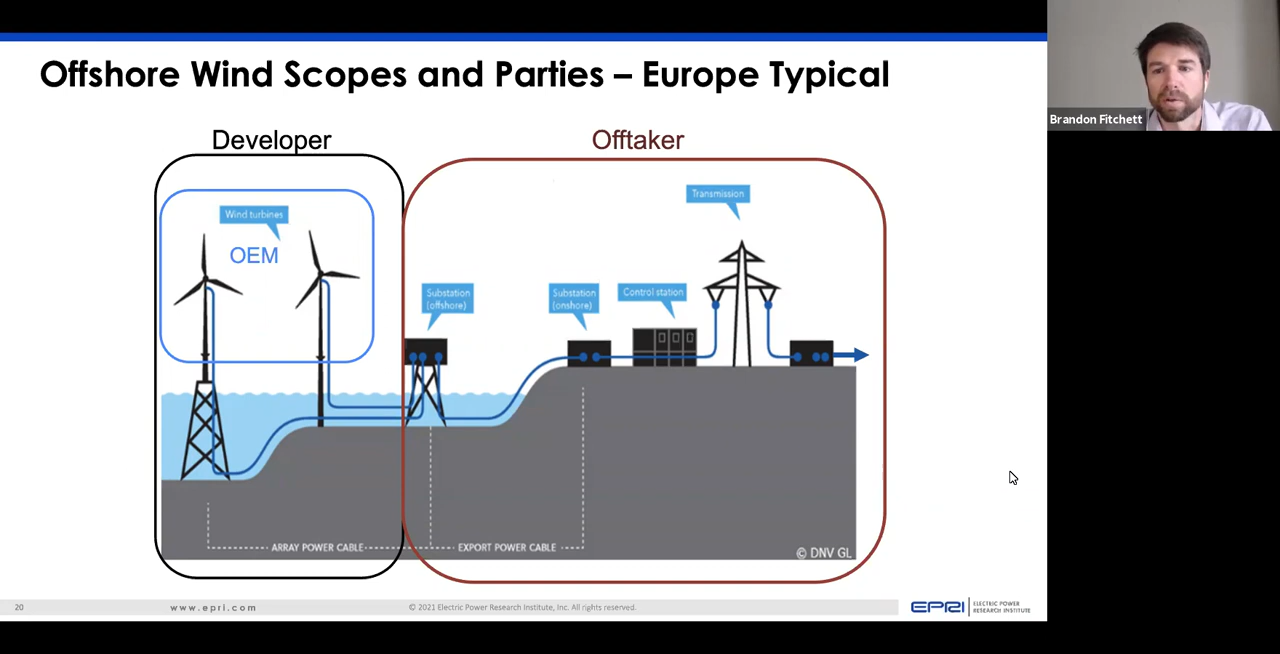 Offshore Wind Scopes and Parties – Europe Typical
Brandon Fitchett
Developer
Offtaker
Wind turbines
OEM
Transmission
Substation
(offshore)
Substation
(onshore)
Control station
ARRAY POWER CABLE
EXPORT POWER CABLE
© DNV GL
20
www.epri.com
© 2021 Electric Power Research Institute, Inc. All rights reserved.
EPRI
ELECTRIC POWER
RESEARCH INSTITUTE